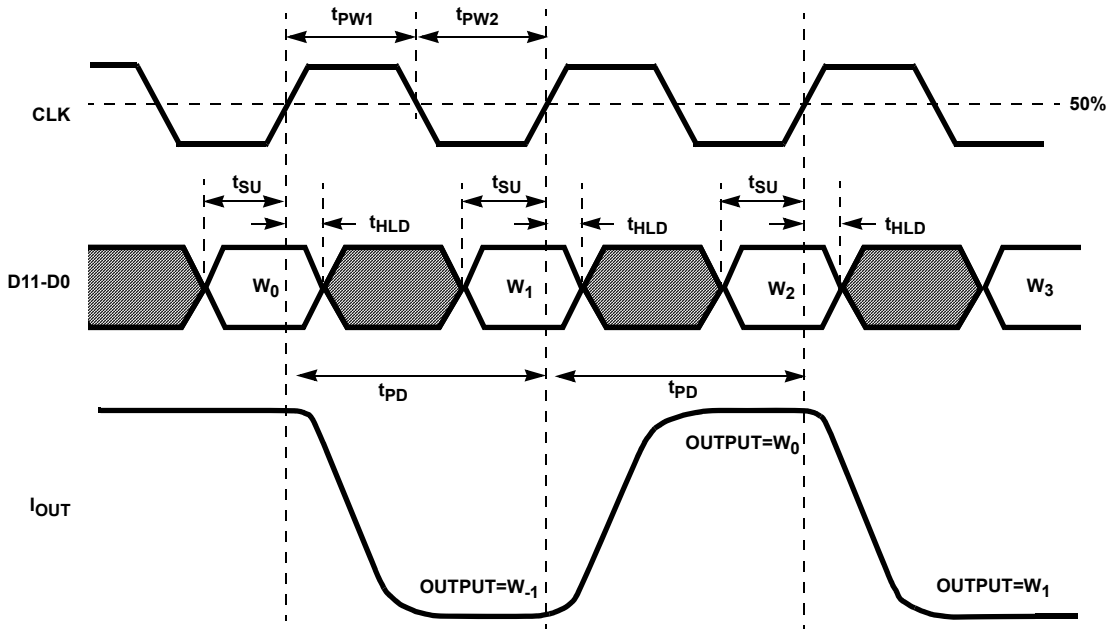 tPW1 tPW2
CLK
50%
tSU tSU tSU
tHLD tHLD tHLD
D11-D0
W0 W1 W2 W3
tPD tPD
OUTPUT=W0
IOUT
OUTPUT=W-1 OUTPUT=W1